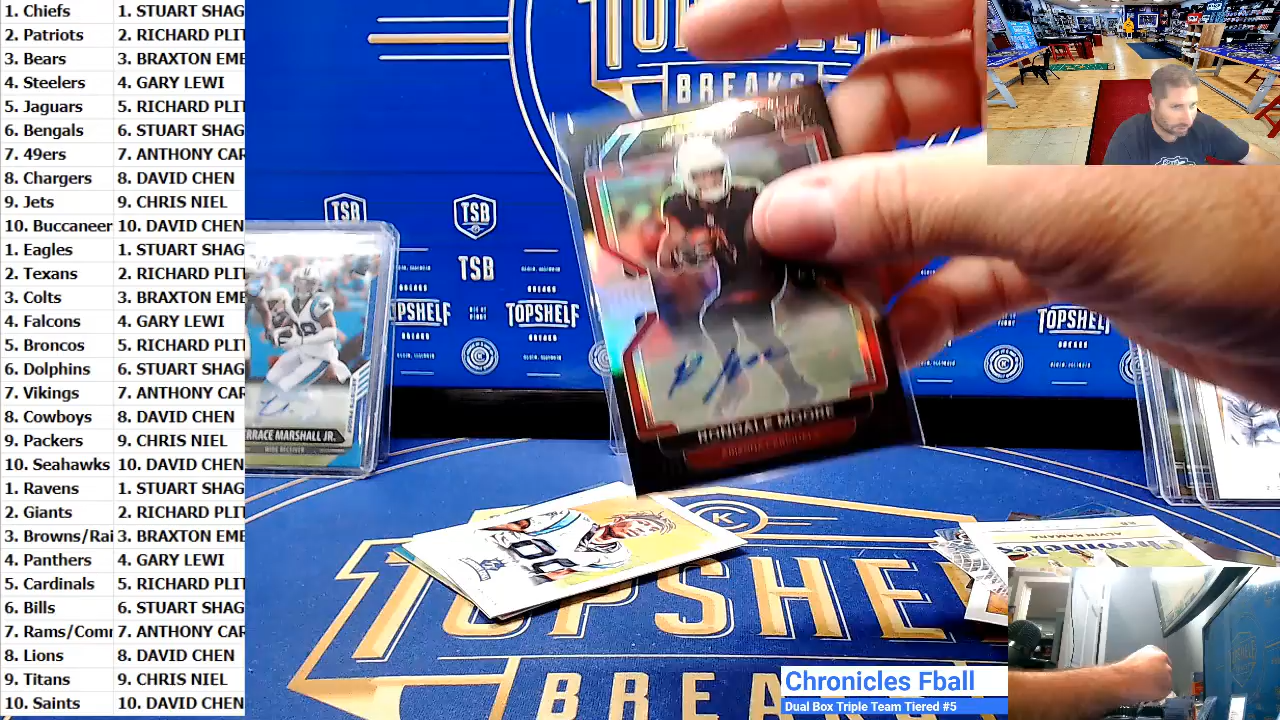 1. Chiefs 1. STUART SHAG
2. Patriots 2. RICHARD PLIT
3. Bears 3. BRAXTON EME
4. Steelers 4. GARY LEWI
5. Jaguars 5. RICHARD PLIT
6. Bengals 6. STUART SHAG
7. 49ers 7. ANTHONY CAR
8. Chargers 8. DAVID CHEN
9. Jets 9. CHRIS NIEL
10. Buccaneer 10. DAVID CHEN
1. Eagles 1. STUART SHAG
2. Texans 2. RICHARD PLIT
3. Colts 3. BRAXTON EME
4. Falcons 4. GARY LEWI
5. Broncos 5. RICHARD PLIT
6. Dolphins 6. STUART SHAG
7. Vikings 7. ANTHONY CAR
8. Cowboys 8. DAVID CHEN
9. Packers 9. CHRIS NIEL
10. Seahawks 10. DAVID CHEN
1. Ravens 1. STUART SHAG
2. Giants 2. RICHARD PLIT
3. Browns/Rai 3. BRAXTON EME
4. Panthers 4. GARY LEWI
5. Cardinals 5. RICHARD PLIT
6. Bills 6. STUART SHAG
7. Rams/Comm 7. ANTHONY CAR
8. Lions 8. DAVID CHEN
9. Titans 9. CHRIS NIEL
10. Saints 10. DAVID CHEN
TOPSHELF
BREAKS
TSB TSB
TSB
TOPSHELF TOPSHELF TOPSHELF
BREAKS
RONDALE MOORE
RRACE MARSHALL JR.
WIDE RECEIVER
ALVIN KAMARA
Chronicles
TOPSHELF
BREA
Chronicles Fball
Dual Box Triple Team Tiered #5